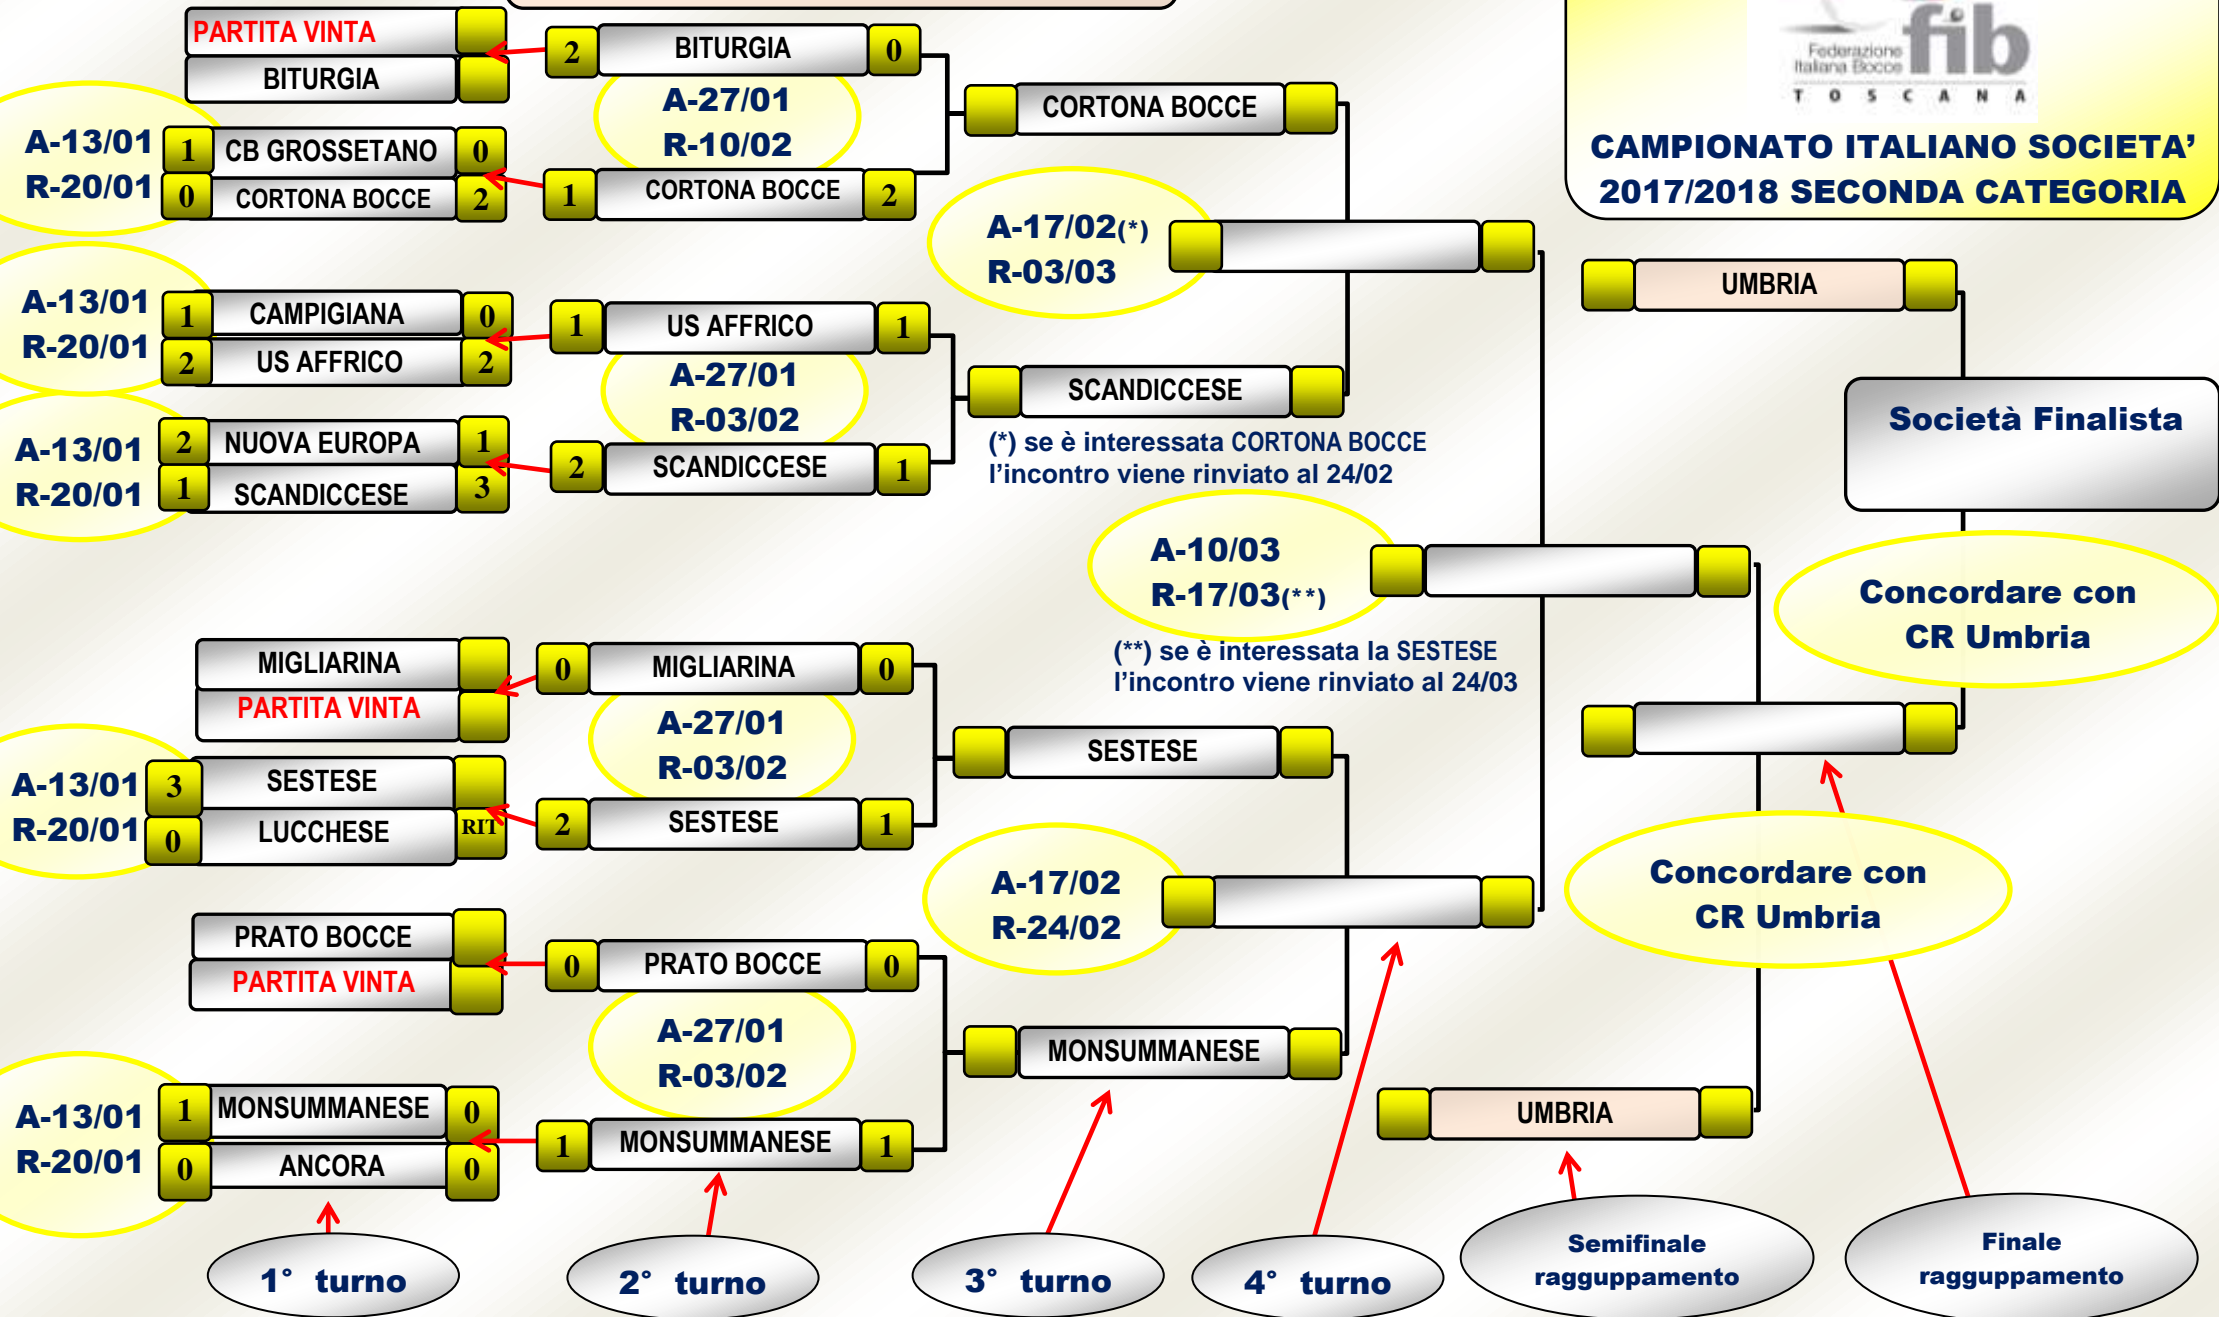 PARTITA VINTA
BITURGIA
A-13/01
R-20/01
1 CB GROSSETANO 0
0 CORTONA BOCCE 2
A-13/01
R-20/01
1 CAMPIGIANA 0
2 US AFFRICO 2
A-13/01
R-20/01
2 NUOVA EUROPA 1
1 SCANDICCESE 3
MIGLIARINA
PARTITA VINTA
A-13/01
R-20/01
3 SESTESE
0 LUCCHESE RIT
PRATO BOCCE
PARTITA VINTA
A-13/01
R-20/01
1 MONSUMMANESE 0
0 ANCORA 0
1° turno
2 BITURGIA 0
A-27/01
R-10/02
1 CORTONA BOCCE 2
1 US AFFRICO 1
A-27/01
R-03/02
2 SCANDICCESE 1
0 MIGLIARINA 0
A-27/01
R-03/02
2 SESTESE 1
0 PRATO BOCCE 0
A-27/01
R-03/02
1 MONSUMMANESE 1
2° turno
CORTONA BOCCE
A-17/02(*)
R-03/03
SCANDICCESE
(*) se è interessata CORTONA BOCCE
l'incontro viene rinviato al 24/02
A-10/03
R-17/03(**)
(**) se è interessata la SESTESE
l'incontro viene rinviato al 24/03
SESTESE
A-17/02
R-24/02
MONSUMMANESE
3° turno
4° turno
Federazione
Italiana Bocce
fib
TOSCANA
CAMPIONATO ITALIANO SOCIETA'
2017/2018 SECONDA CATEGORIA
UMBRIA
Società Finalista
Concordare con
CR Umbria
Concordare con
CR Umbria
UMBRIA
Semifinale
ragguppamento
Finale
ragguppamento